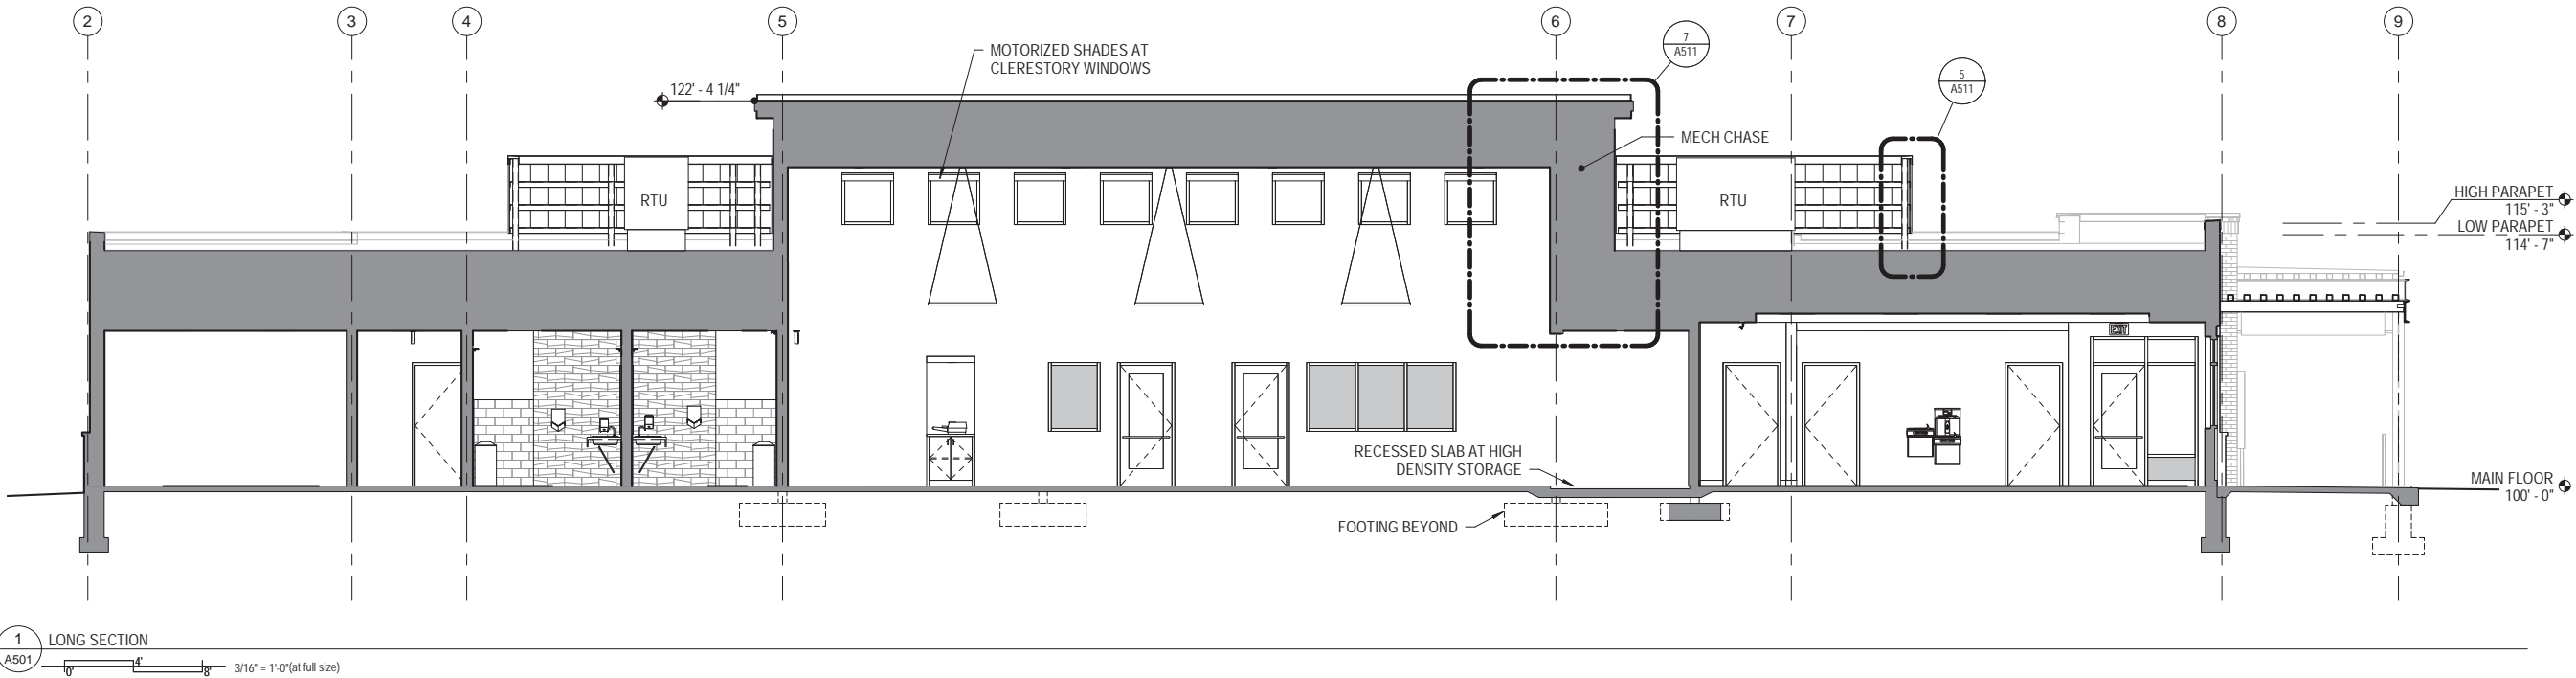 2
3
4
5
6
7
8
9
7
A511
5
A511
MOTORIZED SHADES AT
CLERESTORY WINDOWS
122' - 4 1/4"
MECH CHASE
RTU
RTU
HIGH PARAPET
115' - 3"
LOW PARAPET
114' - 7"
EXIT
RECESSED SLAB AT HIGH
DENSITY STORAGE
MAIN FLOOR
100' - 0"
FOOTING BEYOND
1
A501
LONG SECTION
0'
4'
8'
3/16" = 1'-0"(at full size)